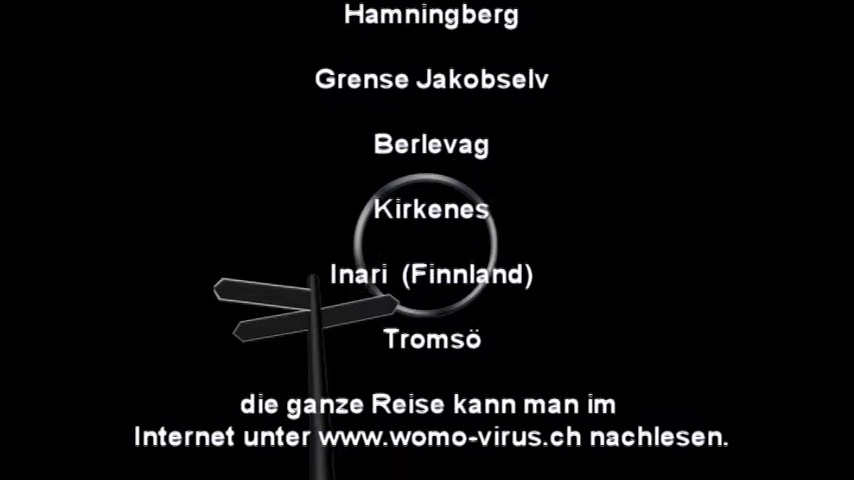 Hamningberg
Grense Jakobselv
Berlevag
Kirkenes
Inari (Finnland)
Tromsö
die ganze Reise kann man im
Internet unter www.womo-virus.ch nachlesen.